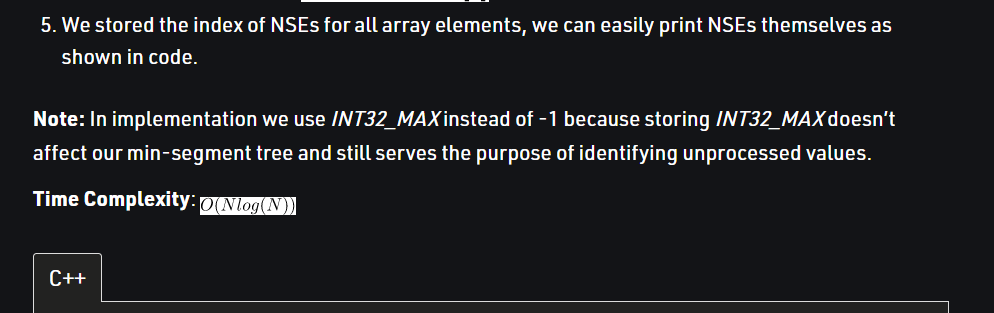 5. We stored the index of NSEs for all array elements, we can easily print NSEs themselves as
shown in code.
Note: In implementation we use INT32_MAX instead of -1 because storing INT32_MAX doesn't
affect our min-segment tree and still serves the purpose of identifying unprocessed values.
Time Complexity: O(Nlog(N))
C++